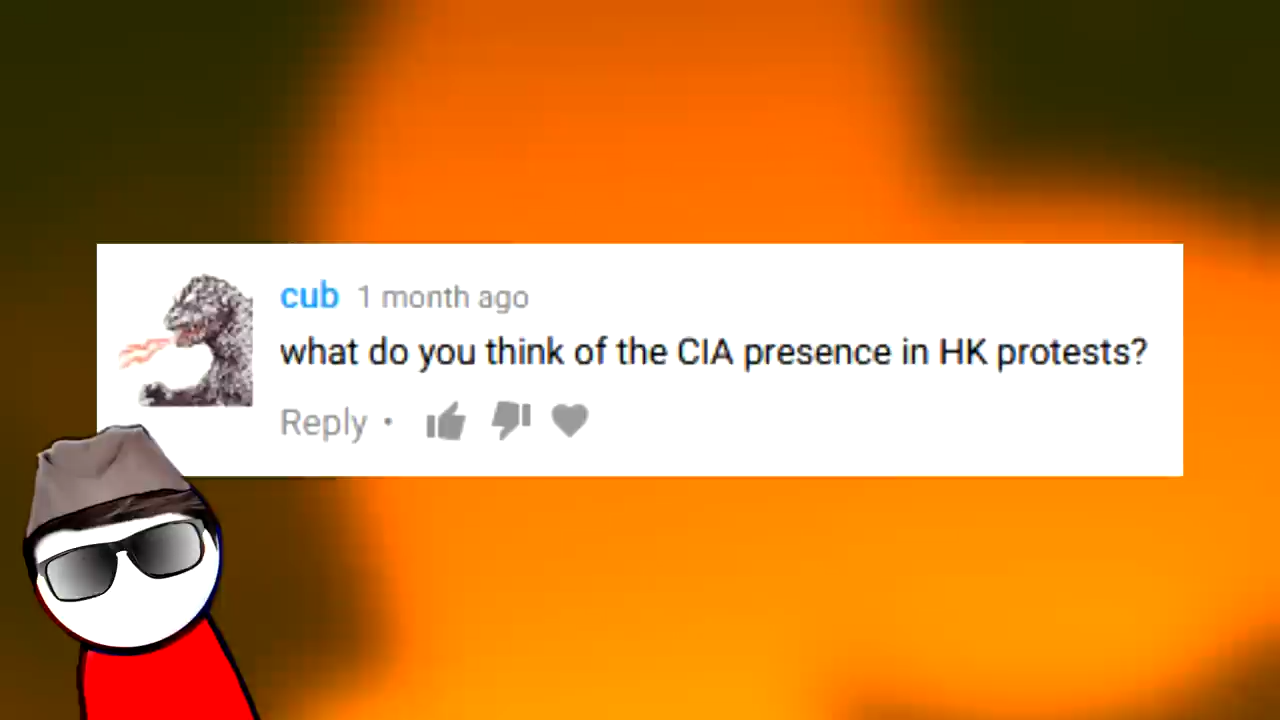 cub 1 month ago
what do you think of the CIA presence in HK protests?
Reply •